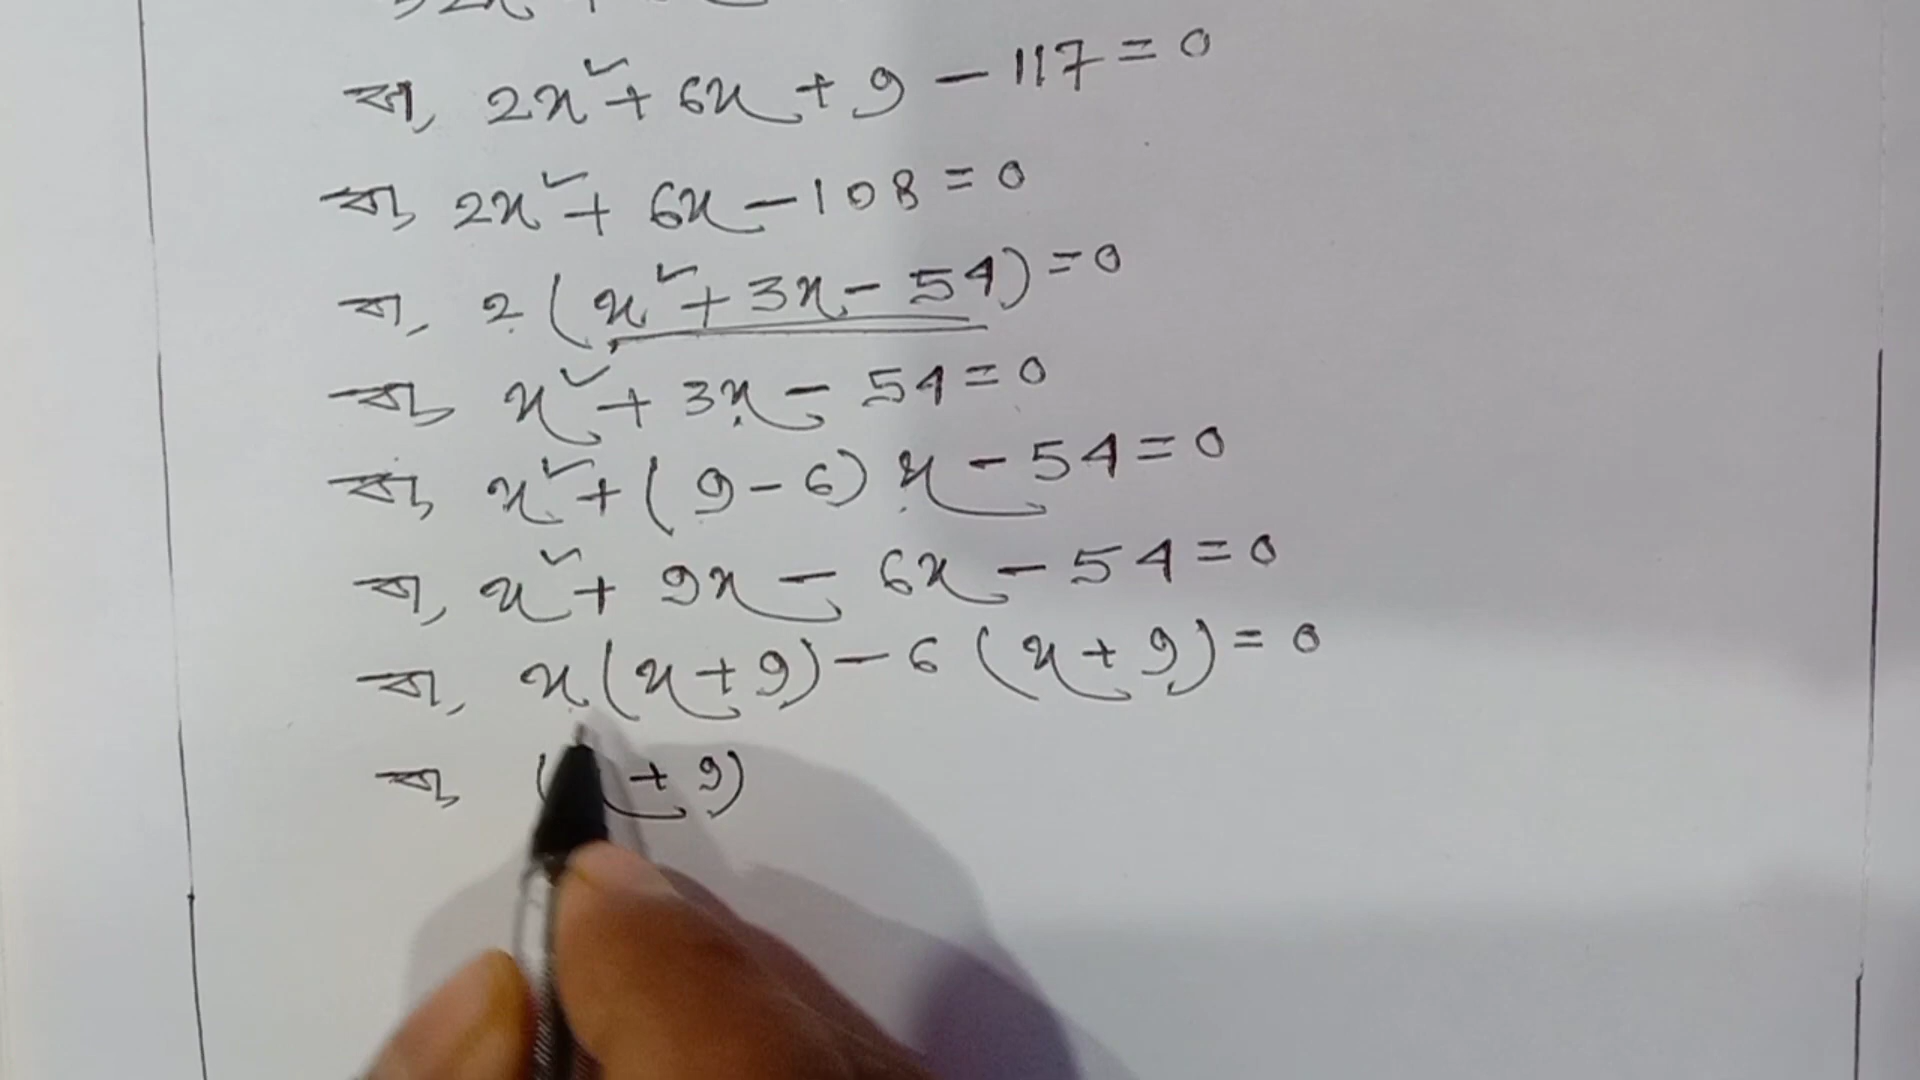 বা, 2x² + 6x + 9 - 117 = 0
বা, 2x² + 6x - 108 = 0
বা, 2 (x² + 3x - 54) = 0
বা, x² + 3x - 54 = 0
বা, x² + (9 - 6) x - 54 = 0
বা, x² + 9x - 6x - 54 = 0
বা, x (x + 9) - 6 (x + 9) = 0
বা, ( + 9)